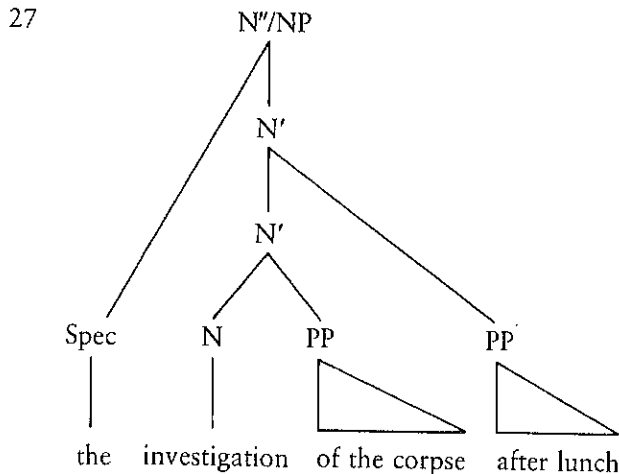 27
N″/NP
N′
N′
Spec N PP PP
the investigation of the corpse after lunch